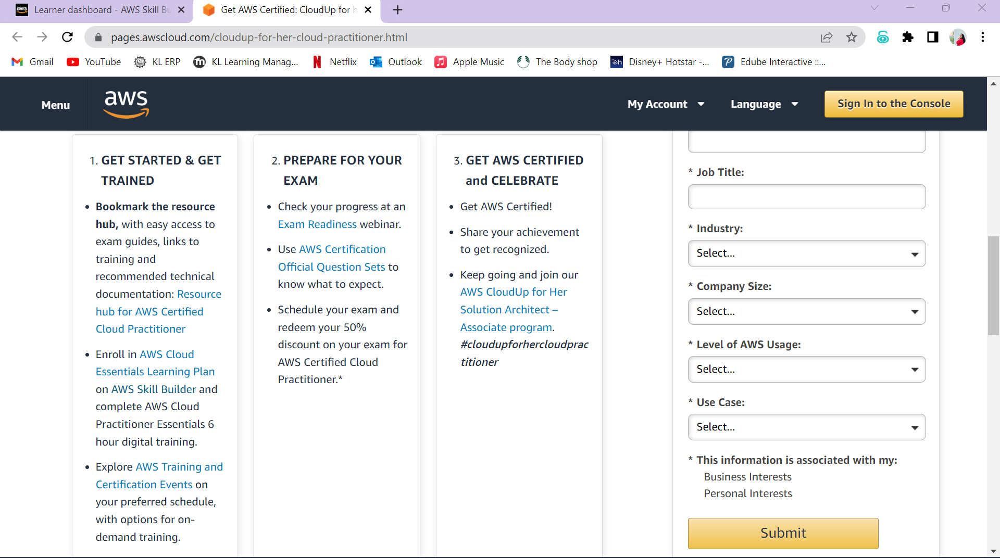 Learner dashboard - AWS Skill Bu
Get AWS Certified: CloudUp for h
pages.awscloud.com/cloudup-for-her-cloud-practitioner.html
Gmail
YouTube
KL ERP
KL Learning Manag...
Netflix
Outlook
Apple Music
The Body shop
Disney+ Hotstar -...
Edube Interactive ::...
Menu
aws
My Account
Language
Sign In to the Console
1. GET STARTED & GET
TRAINED
• Bookmark the resource
hub, with easy access to
exam guides, links to
training and
recommended technical
documentation: Resource
hub for AWS Certified
Cloud Practitioner
• Enroll in AWS Cloud
Essentials Learning Plan
on AWS Skill Builder and
complete AWS Cloud
Practitioner Essentials 6
hour digital training.
• Explore AWS Training and
Certification Events on
your preferred schedule,
with options for on-
demand training.
2. PREPARE FOR YOUR
EXAM
• Check your progress at an
Exam Readiness webinar.
• Use AWS Certification
Official Question Sets to
know what to expect.
• Schedule your exam and
redeem your 50%
discount on your exam for
AWS Certified Cloud
Practitioner.*
3. GET AWS CERTIFIED
and CELEBRATE
• Get AWS Certified!
• Share your achievement
to get recognized.
• Keep going and join our
AWS CloudUp for Her
Solution Architect –
Associate program.
#cloudupforhercloudprac
titioner
* Job Title:
* Industry:
Select...
* Company Size:
Select...
* Level of AWS Usage:
Select...
* Use Case:
Select...
* This information is associated with my:
Business Interests
Personal Interests
Submit